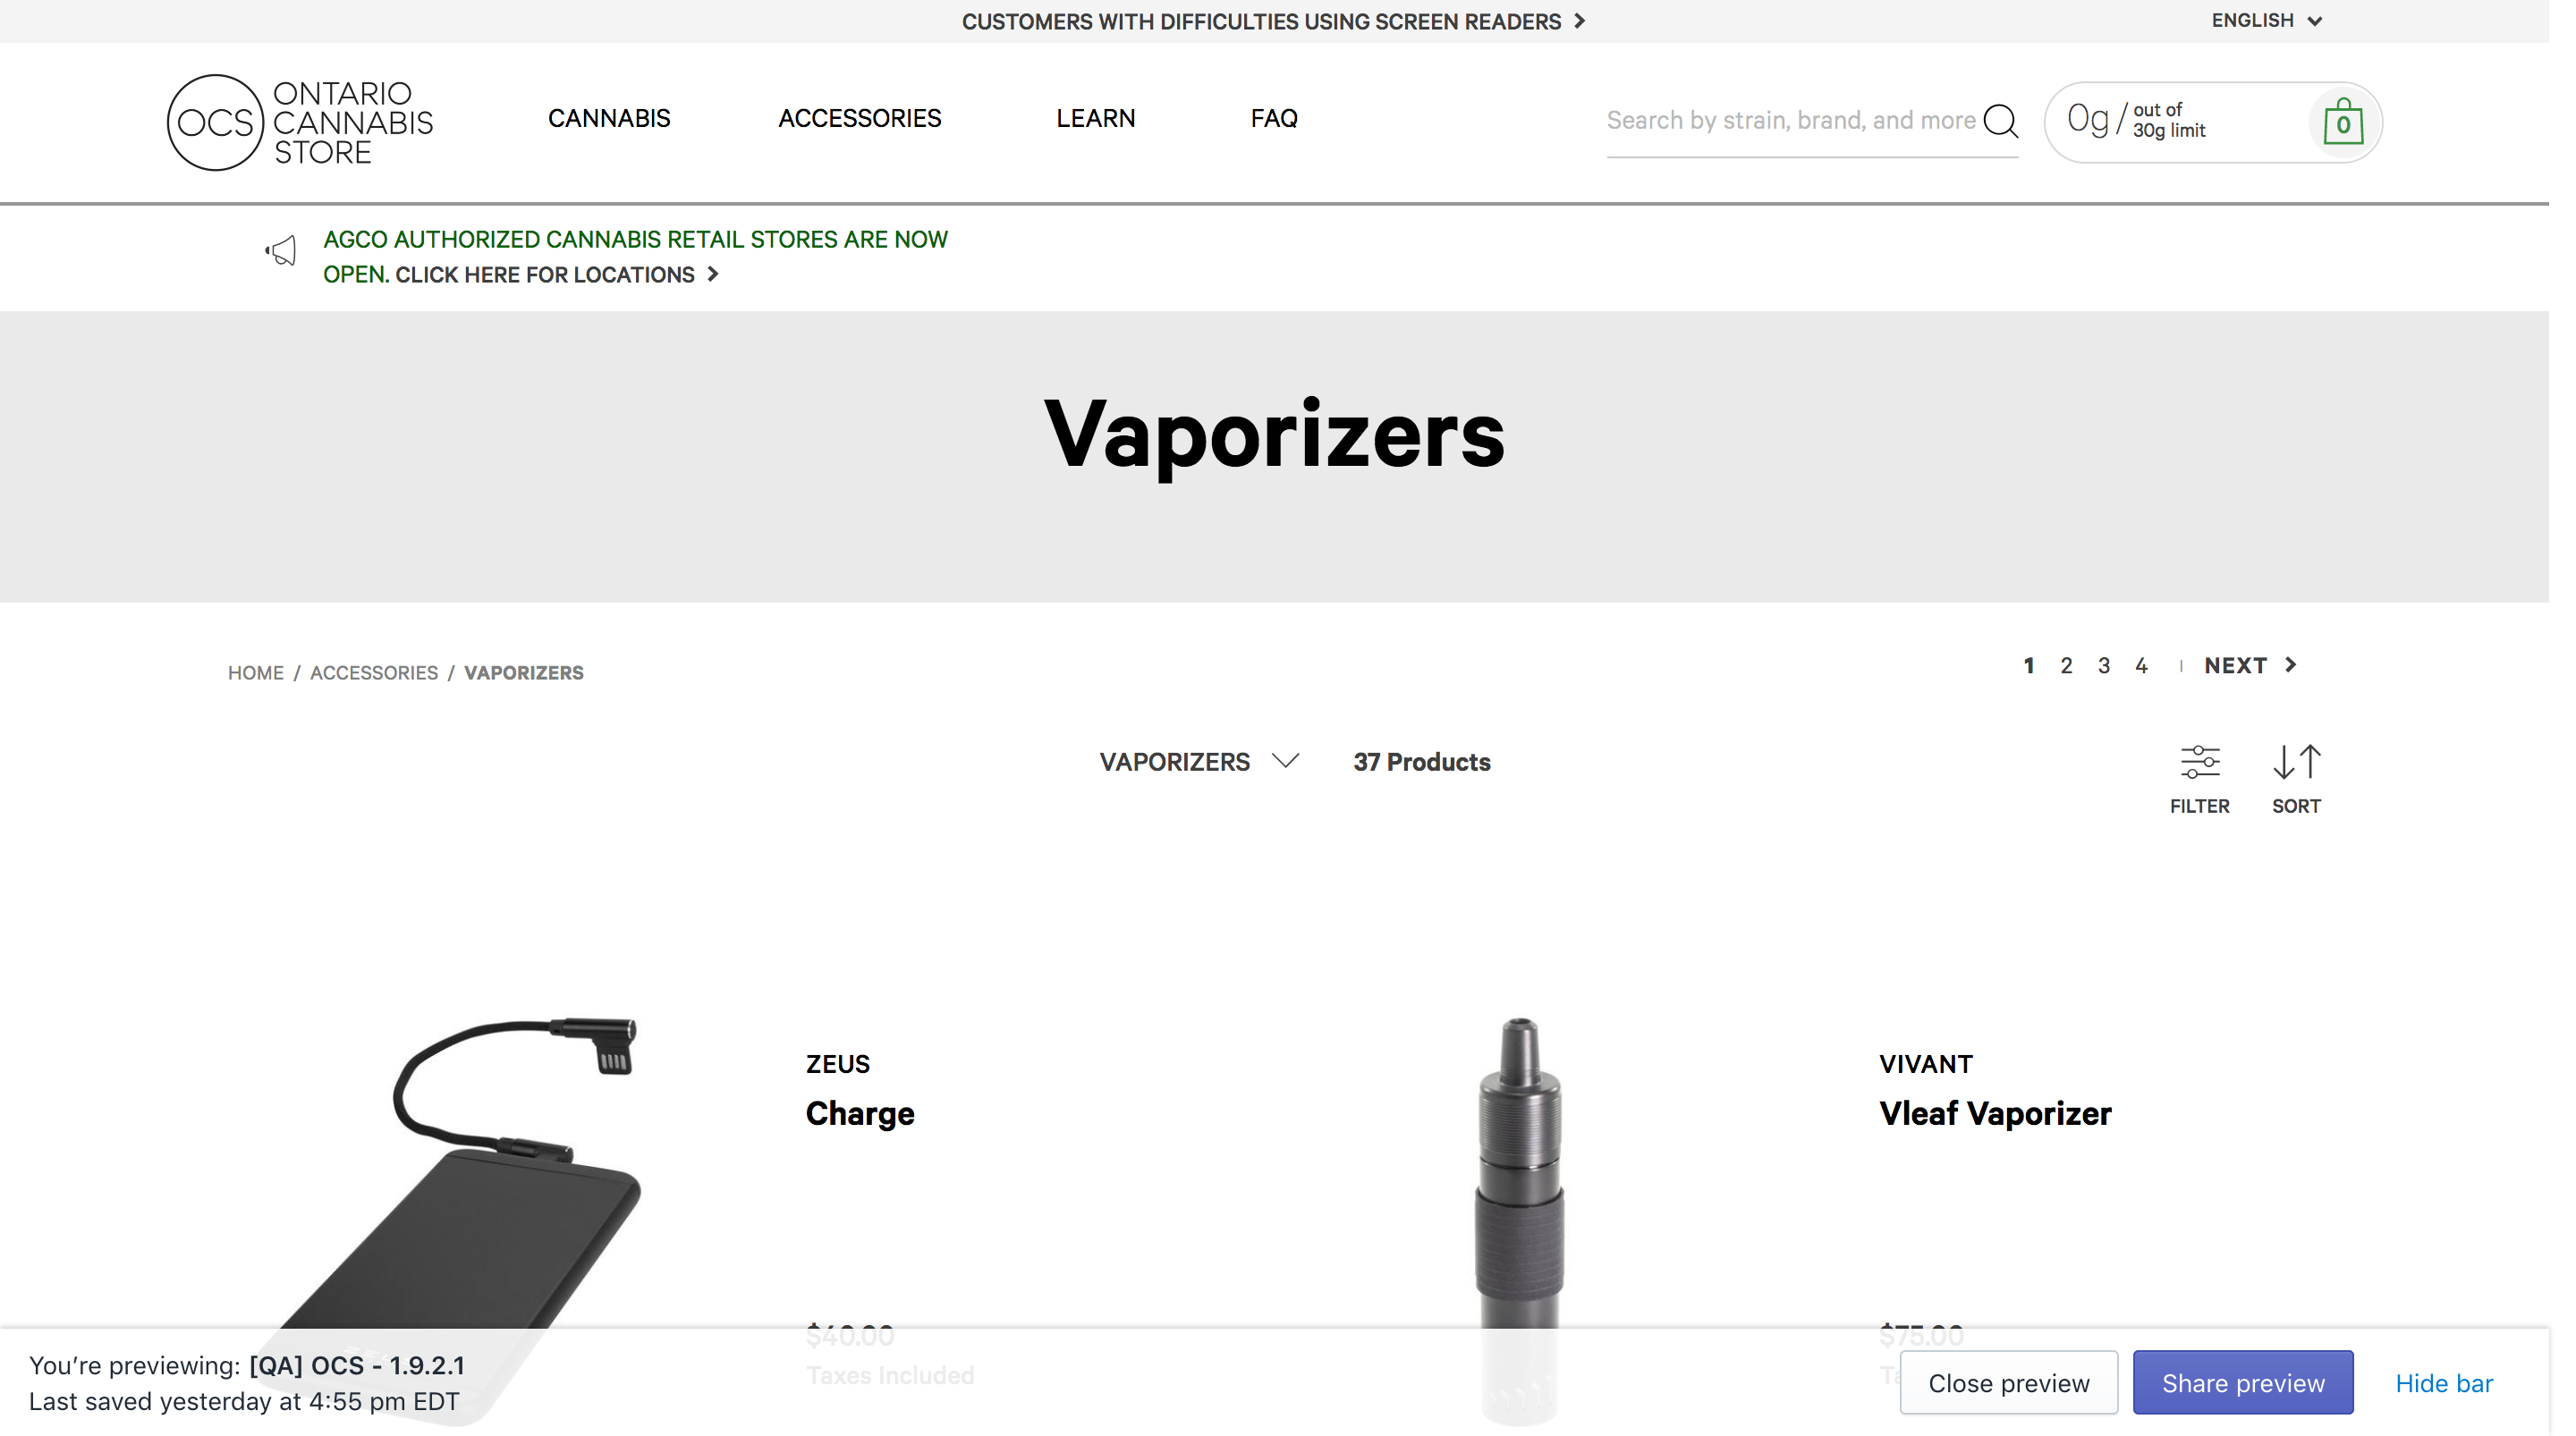 CUSTOMERS WITH DIFFICULTIES USING SCREEN READERS
ENGLISH
OCS
ONTARIO
CANNABIS
STORE
CANNABIS
ACCESSORIES
LEARN
FAQ
Search by strain, brand, and more
0g / out of
30g limit
0
AGCO AUTHORIZED CANNABIS RETAIL STORES ARE NOW
OPEN. CLICK HERE FOR LOCATIONS
Vaporizers
HOME / ACCESSORIES / VAPORIZERS
1 2 3 4 | NEXT
VAPORIZERS
37 Products
FILTER
SORT
ZEUS
Charge
$40.00
Taxes Included
VIVANT
Vleaf Vaporizer
$75.00
You’re previewing: [QA] OCS - 1.9.2.1
Last saved yesterday at 4:55 pm EDT
Close preview
Share preview
Hide bar